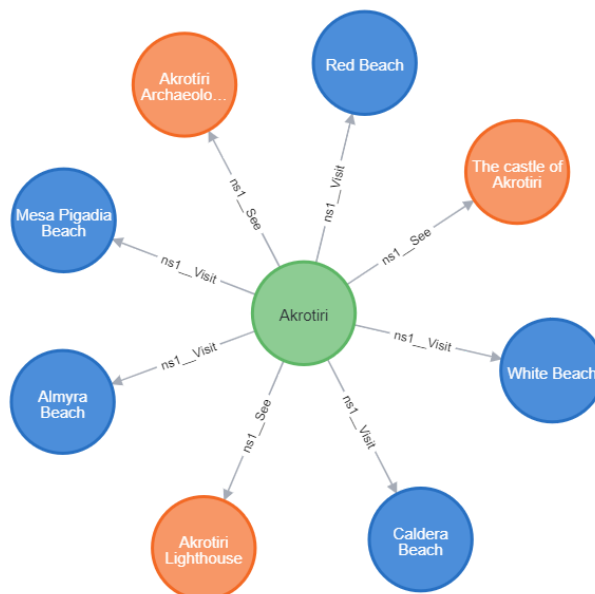 Red Beach
Akrotíri
Archaeolo...
ns1__See
ns1__Visit
The castle of
Akrotiri
ns1__See
Mesa Pigadia
Beach
ns1__Visit
Akrotiri
ns1__Visit
White Beach
ns1__Visit
Almyra
Beach
ns1__See
ns1__Visit
Akrotiri
Lighthouse
Caldera
Beach